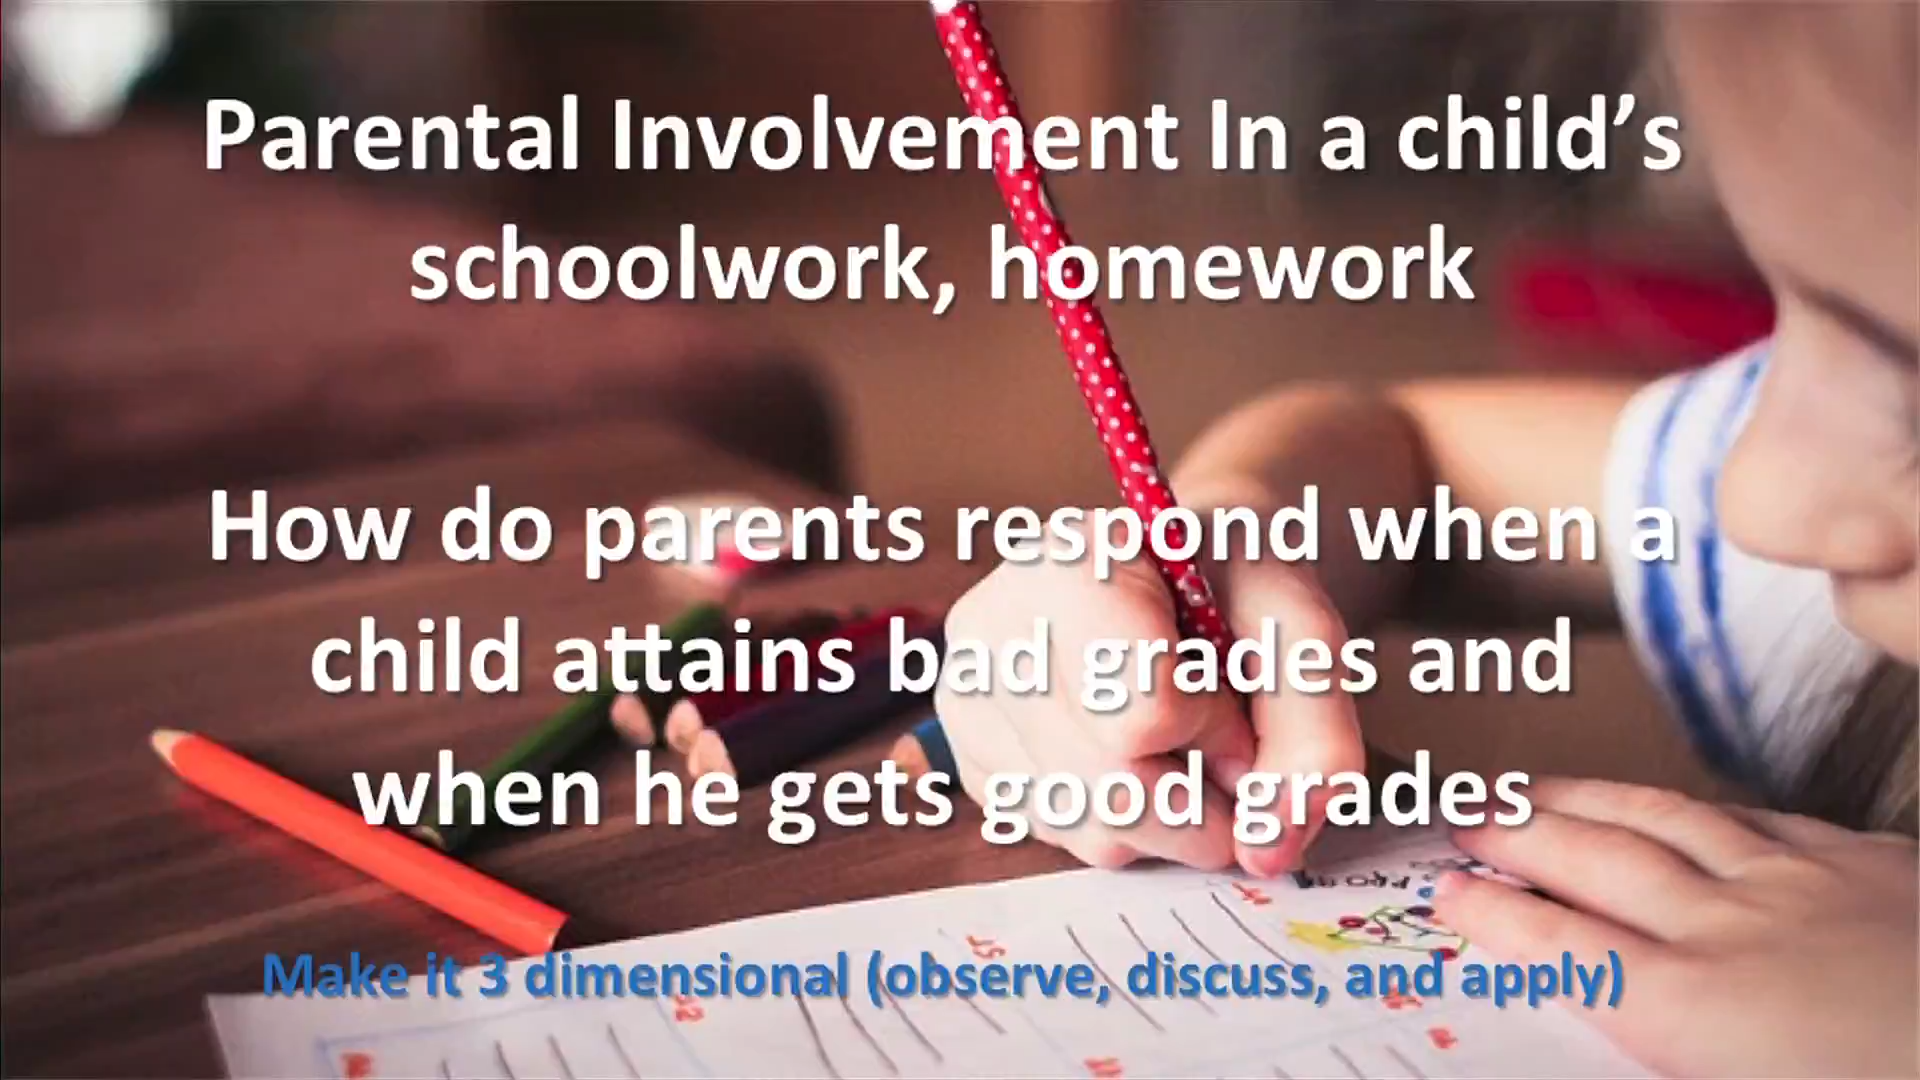 Parental Involvement In a child’s
schoolwork, homework
How do parents respond when a
child attains bad grades and
when he gets good grades
Make it 3 dimensional (observe, discuss, and apply)